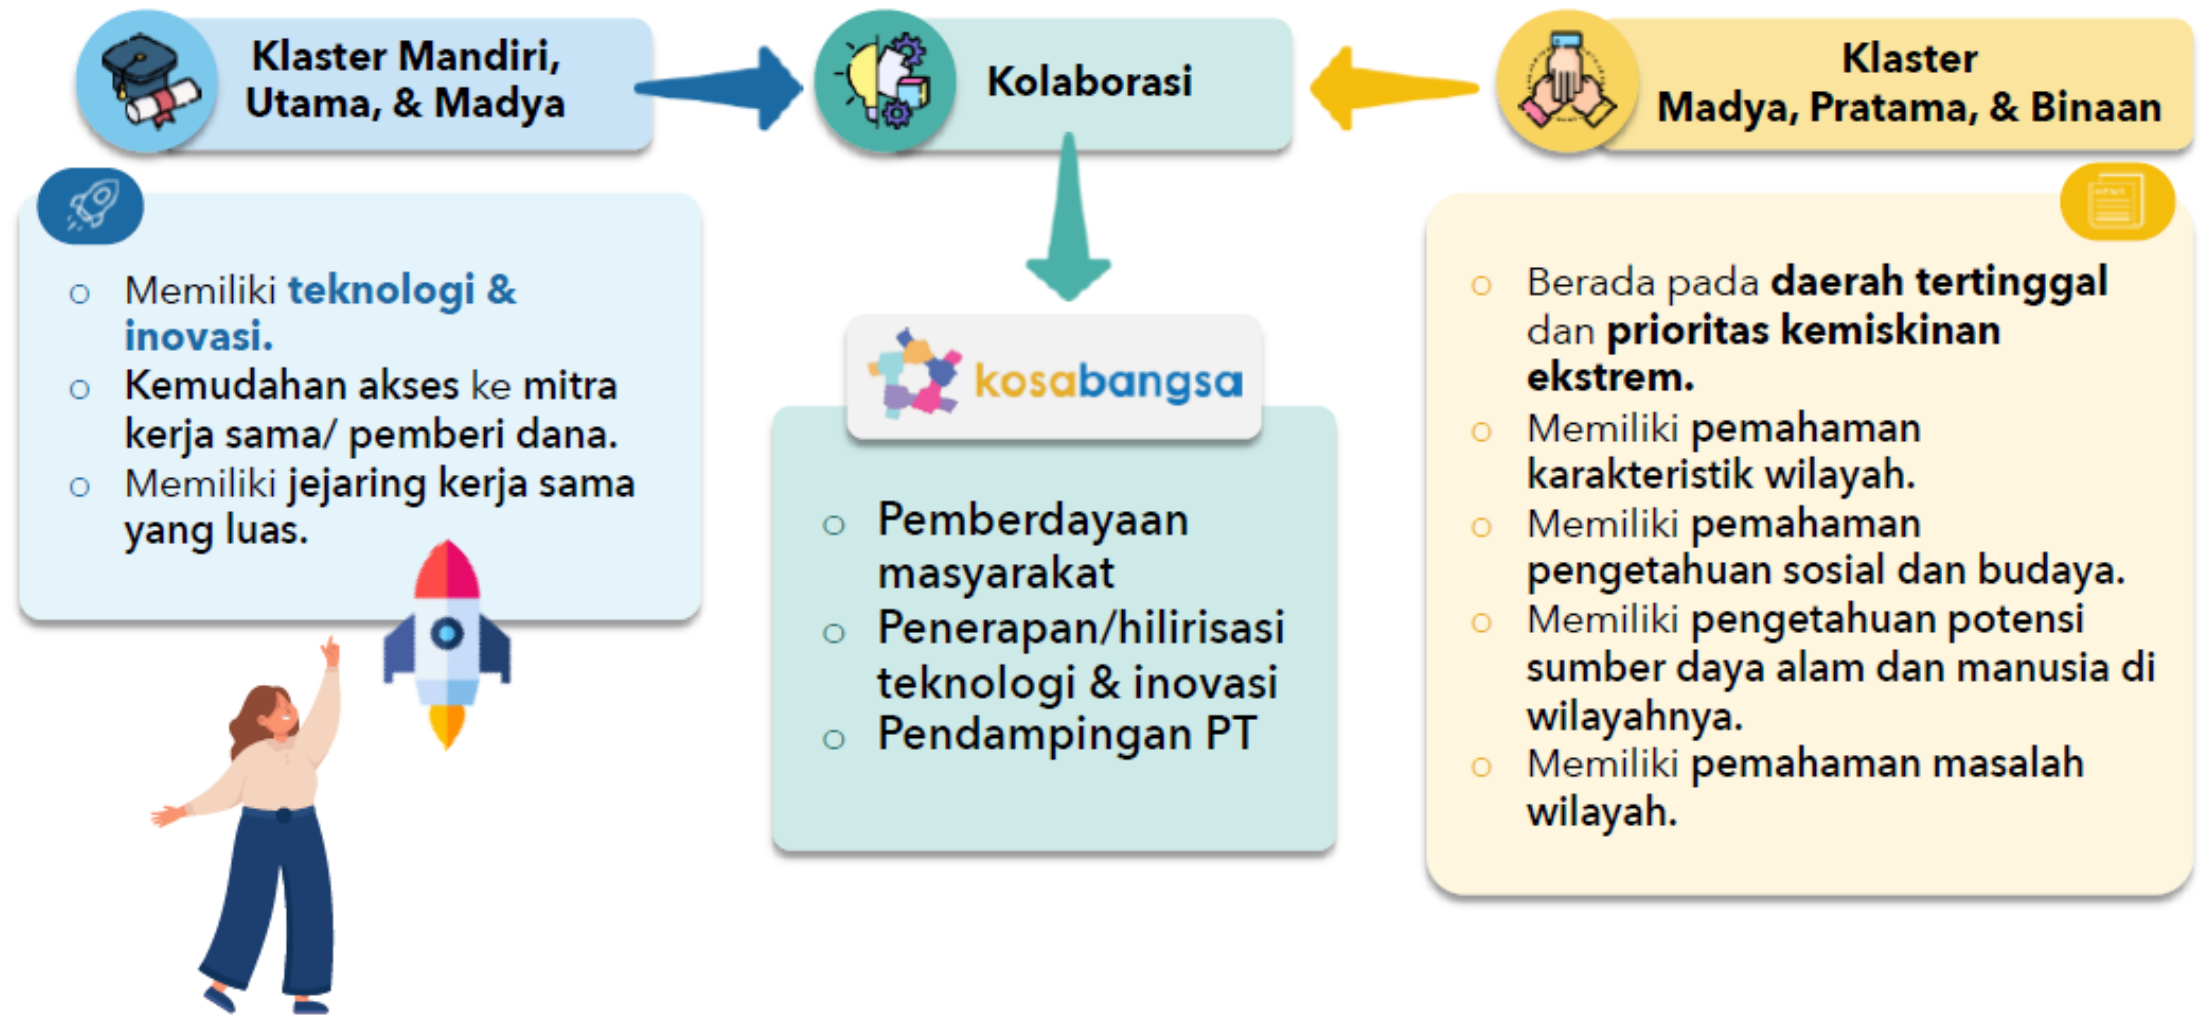 Klaster Mandiri,
Utama, & Madya
Kolaborasi
Klaster
Madya, Pratama, & Binaan
o Memiliki teknologi &
inovasi.
o Kemudahan akses ke mitra
kerja sama/ pemberi dana.
o Memiliki jejaring kerja sama
yang luas.
kosabangsa
o Pemberdayaan
masyarakat
o Penerapan/hilirisasi
teknologi & inovasi
o Pendampingan PT
NEWS
o Berada pada daerah tertinggal
dan prioritas kemiskinan
ekstrem.
o Memiliki pemahaman
karakteristik wilayah.
o Memiliki pemahaman
pengetahuan sosial dan budaya.
o Memiliki pengetahuan potensi
sumber daya alam dan manusia di
wilayahnya.
o Memiliki pemahaman masalah
wilayah.